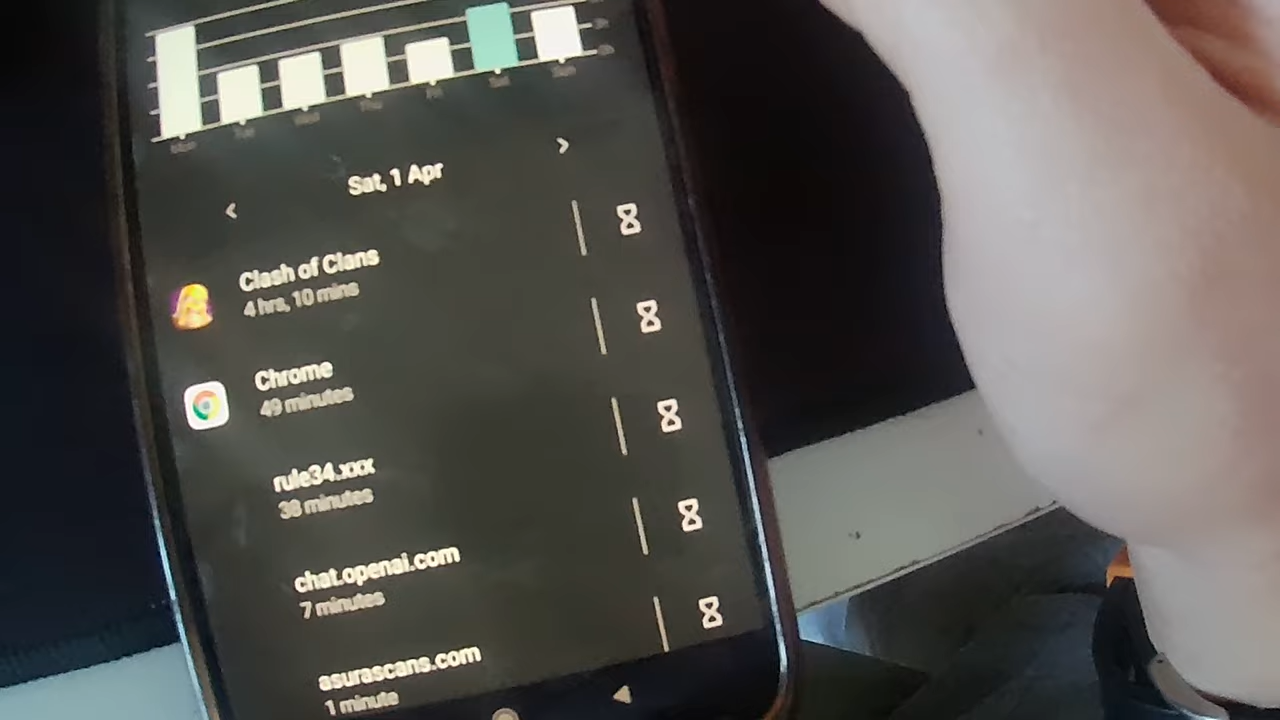 Sat, 1 Apr
Clash of Clans
4 hrs, 10 mins
Chrome
49 minutes
rule34.xxx
38 minutes
chat.openai.com
7 minutes
asurascans.com
1 minute